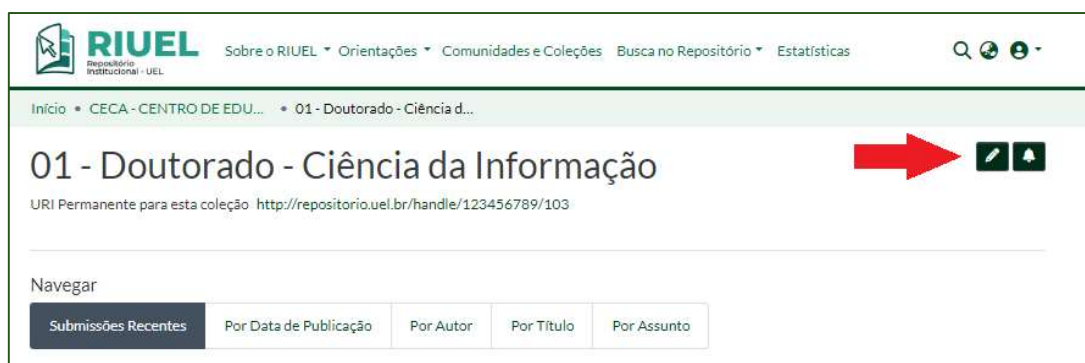 RIUEL
Repositório
Institucional - UEL
Sobre o RIUEL Orientações Comunidades e Coleções Busca no Repositório Estatísticas
Início • CECA - CENTRO DE EDU... • 01 - Doutorado - Ciência d...
01 - Doutorado - Ciência da Informação
URI Permanente para esta coleção http://repositorio.uel.br/handle/123456789/103
Navegar
Submissões Recentes Por Data de Publicação Por Autor Por Título Por Assunto